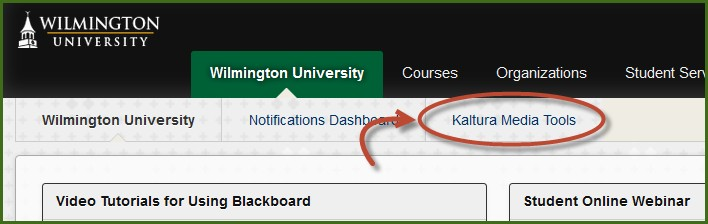 WILMINGTON
UNIVERSITY
Wilmington University Courses Organizations Student Serv
Wilmington University Notifications Dashboard Kaltura Media Tools
Video Tutorials for Using Blackboard Student Online Webinar